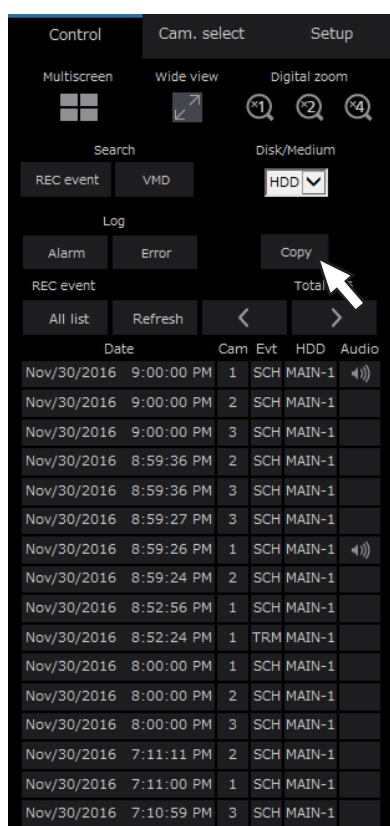 Control Cam. select Setup
Multiscreen Wide view Digital zoom
×1 ×2 ×4
Search Disk/Medium
REC event VMD HDD
Log
Alarm Error Copy
REC event Total
All list Refresh < >
Date Cam Evt HDD Audio
Nov/30/2016 9:00:00 PM 1 SCH MAIN-1
Nov/30/2016 9:00:00 PM 2 SCH MAIN-1
Nov/30/2016 9:00:00 PM 3 SCH MAIN-1
Nov/30/2016 8:59:36 PM 2 SCH MAIN-1
Nov/30/2016 8:59:36 PM 3 SCH MAIN-1
Nov/30/2016 8:59:27 PM 3 SCH MAIN-1
Nov/30/2016 8:59:26 PM 1 SCH MAIN-1
Nov/30/2016 8:59:24 PM 2 SCH MAIN-1
Nov/30/2016 8:52:56 PM 1 SCH MAIN-1
Nov/30/2016 8:52:24 PM 1 TRM MAIN-1
Nov/30/2016 8:00:00 PM 1 SCH MAIN-1
Nov/30/2016 8:00:00 PM 2 SCH MAIN-1
Nov/30/2016 8:00:00 PM 3 SCH MAIN-1
Nov/30/2016 7:11:11 PM 2 SCH MAIN-1
Nov/30/2016 7:11:00 PM 1 SCH MAIN-1
Nov/30/2016 7:10:59 PM 3 SCH MAIN-1